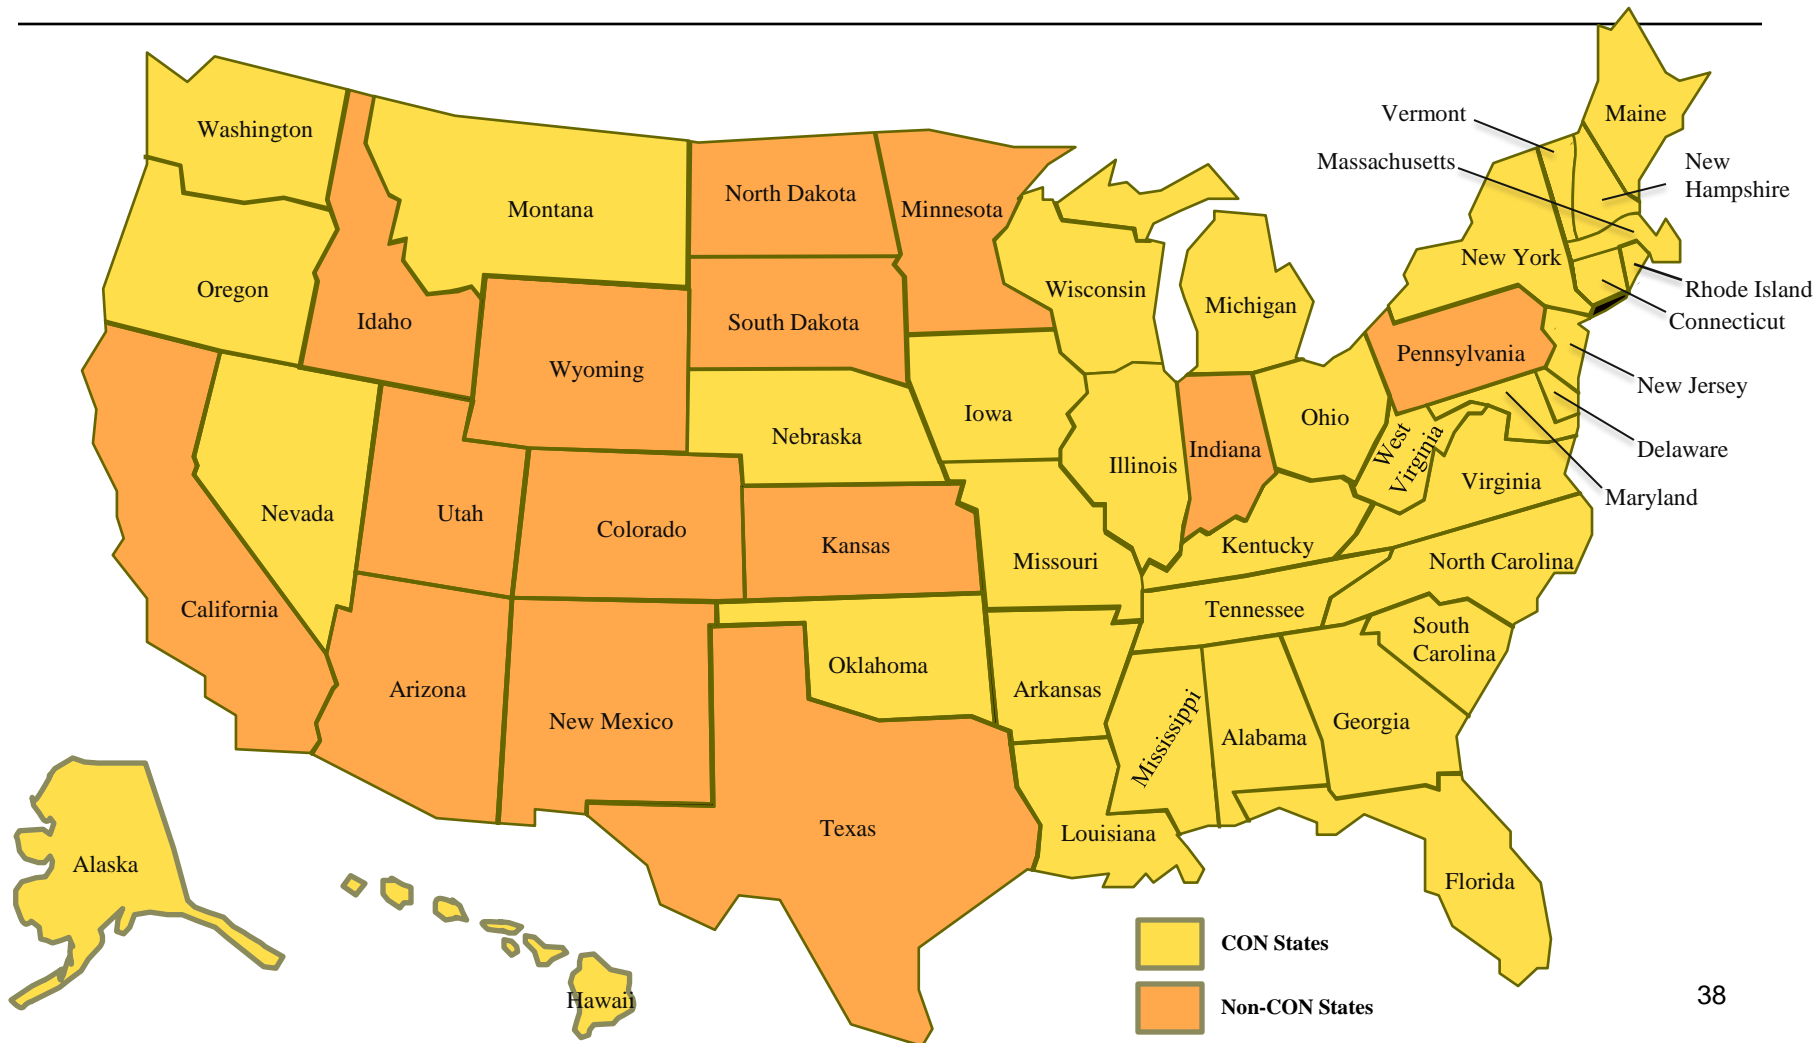 Maine
Vermont
Massachusetts
New
Hampshire
Washington
Montana
North Dakota
Minnesota
New York
Oregon
Wisconsin
Rhode Island
Michigan
Idaho
South Dakota
Connecticut
Pennsylvania
Wyoming
New Jersey
Iowa
Ohio
Nebraska
West
Virginia
Indiana
Delaware
Illinois
Virginia
Maryland
Nevada
Utah
Colorado
Kansas
Kentucky
Missouri
North Carolina
California
Tennessee
South
Carolina
Oklahoma
Arizona
Arkansas
New Mexico
Georgia
Mississippi
Alabama
Texas
Louisiana
Alaska
Florida
CON States
Hawaii
Non-CON States
38